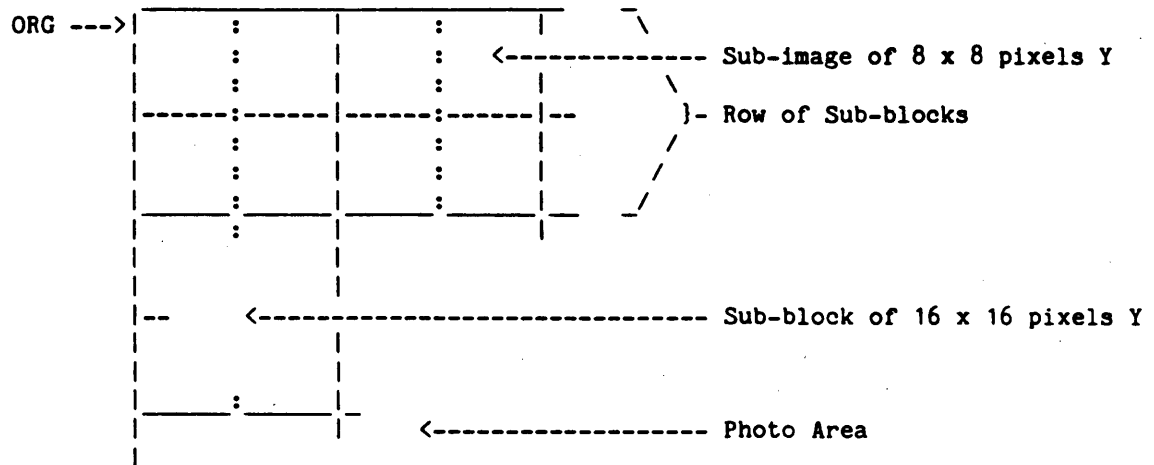 ORG --->
<---------------- Sub-image of 8 x 8 pixels Y
}- Row of Sub-blocks
<-------------------------- Sub-block of 16 x 16 pixels Y
<---------------- Photo Area